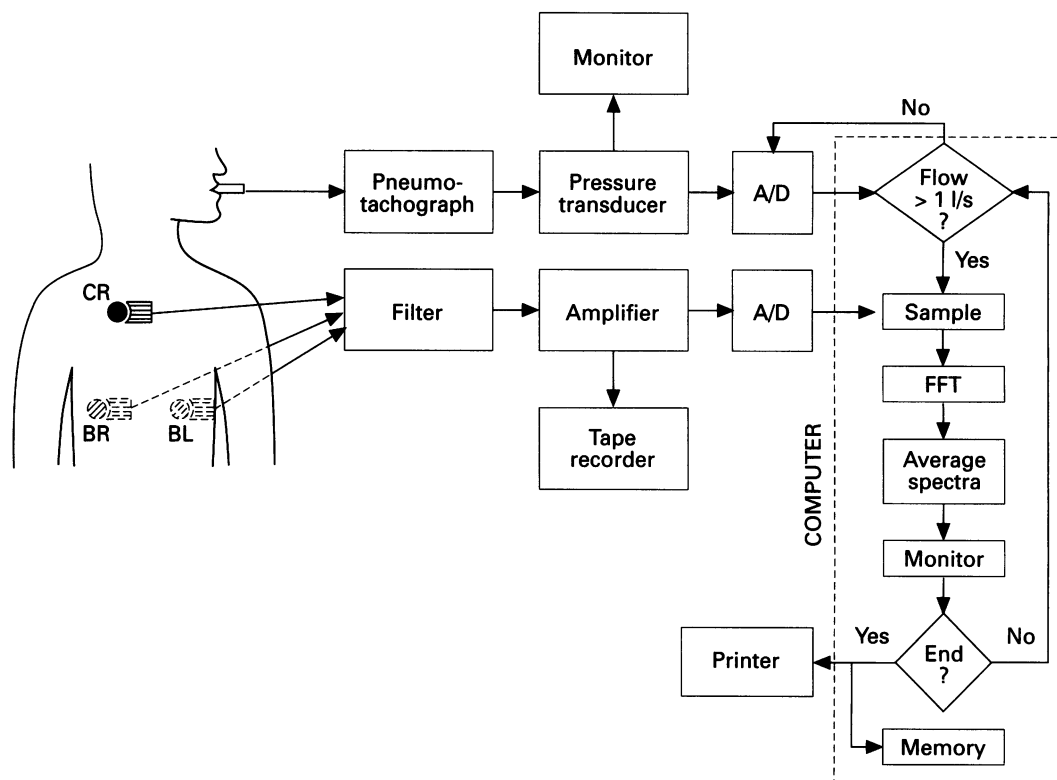 Monitor
No
Pneumo-
tachograph
Pressure
transducer
A/D
Flow
> 1 l/s
?
Yes
CR
Filter
Amplifier
A/D
Sample
FFT
BR
BL
Tape
recorder
Average
spectra
COMPUTER
Monitor
Yes
No
Printer
End
?
Memory